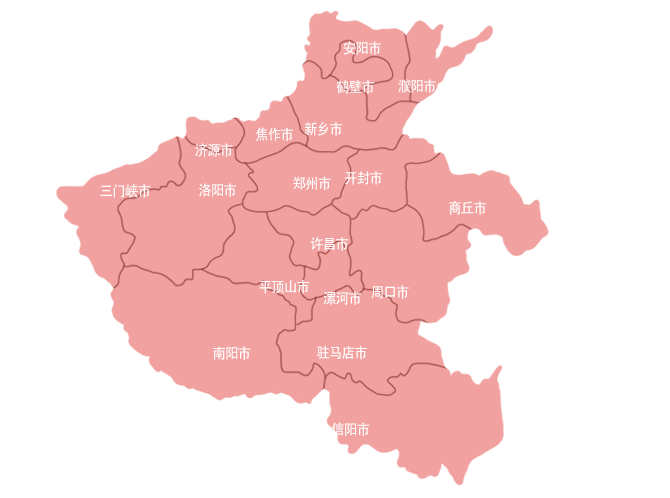 安阳市
鹤壁市
濮阳市
焦作市
新乡市
济源市
三门峡市
洛阳市
郑州市
开封市
商丘市
许昌市
平顶山市
漯河市
周口市
南阳市
驻马店市
信阳市